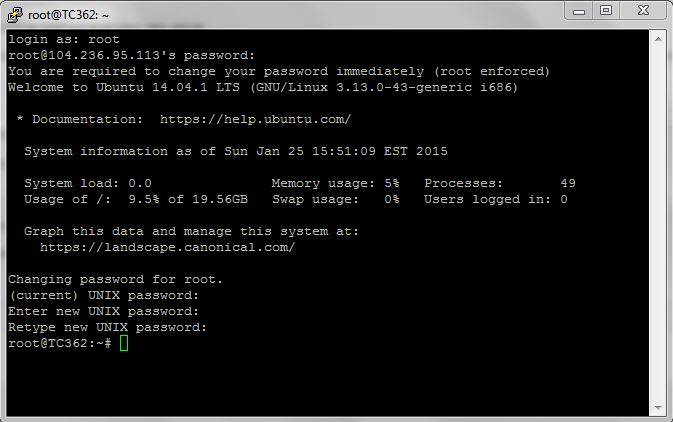 root@TC362: ~
login as: root
root@104.236.95.113's password:
You are required to change your password immediately (root enforced)
Welcome to Ubuntu 14.04.1 LTS (GNU/Linux 3.13.0-43-generic i686)
* Documentation:  https://help.ubuntu.com/
System information as of Sun Jan 25 15:51:09 EST 2015
System load: 0.0               Memory usage: 5%   Processes:       49
Usage of /:  9.5% of 19.56GB   Swap usage:   0%   Users logged in: 0
Graph this data and manage this system at:
https://landscape.canonical.com/
Changing password for root.
(current) UNIX password:
Enter new UNIX password:
Retype new UNIX password:
root@TC362:~#